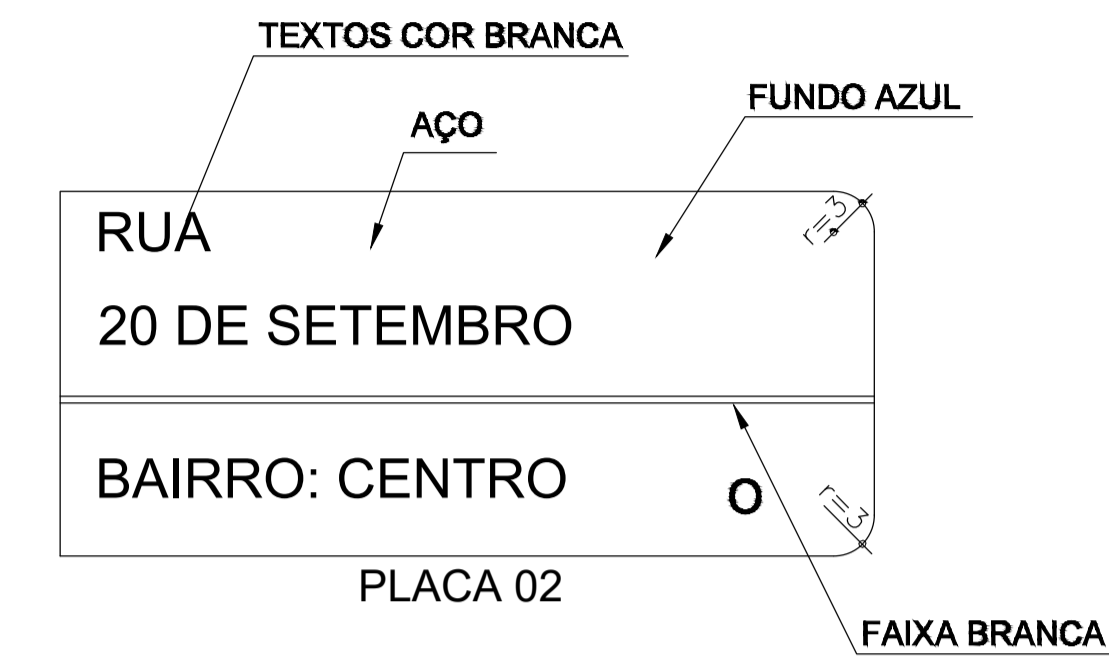 TEXTOS COR BRANCA
FUNDO AZUL
AÇO
RUA
r=3
20 DE SETEMBRO
BAIRRO: CENTRO
O
r=3
PLACA 02
FAIXA BRANCA